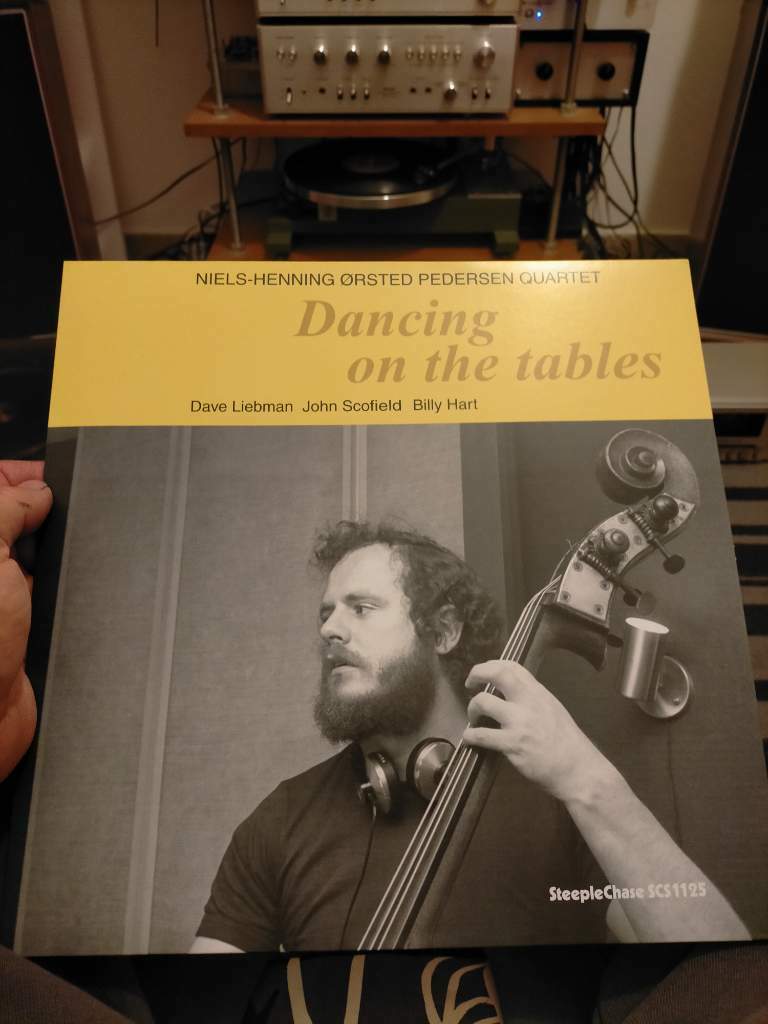 NIELS-HENNING ØRSTED PEDERSEN QUARTET
Dancing
on the tables
Dave Liebman John Scofield Billy Hart
SteepleChase SCS1125